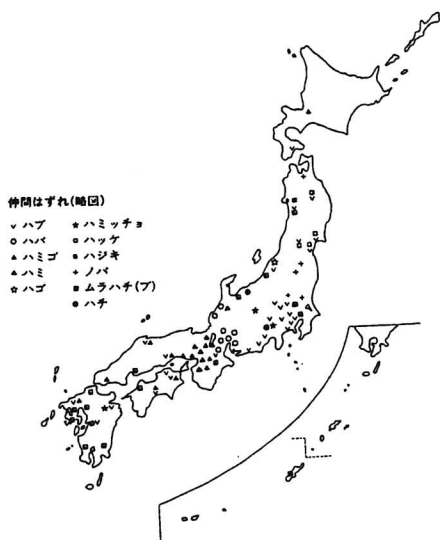 仲間はずれ(略図)
∨ ハブ ★ ハミッチョ
○ ハバ □ ハッケ
▲ ハミゴ ■ ハジキ
▲ ハミ + ノバ
☆ ハゴ ■ ムラハチ(ブ)
● ハチ